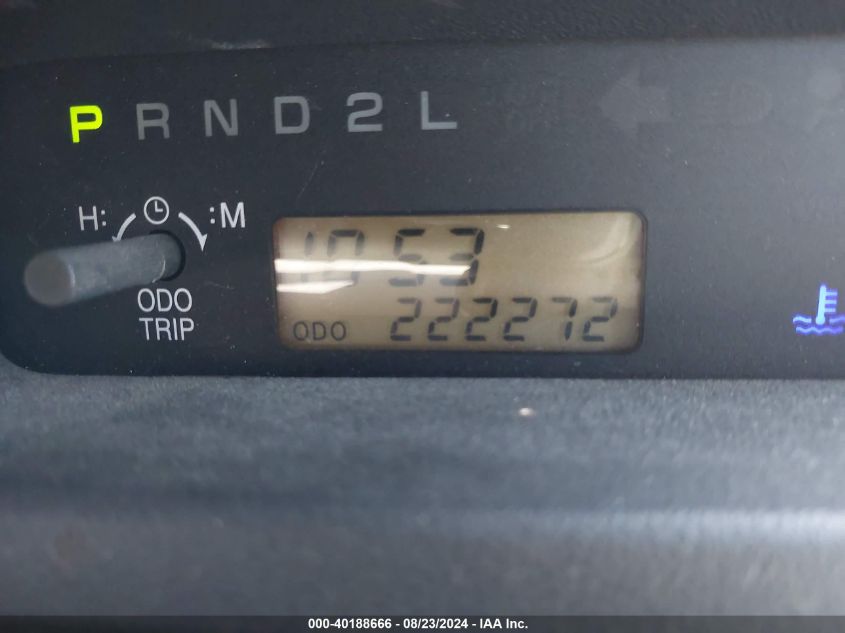 P R N D 2 L
H: :M
10 53
ODO 222272
ODO
TRIP
000-40188666 - 08/23/2024 - IAA Inc.